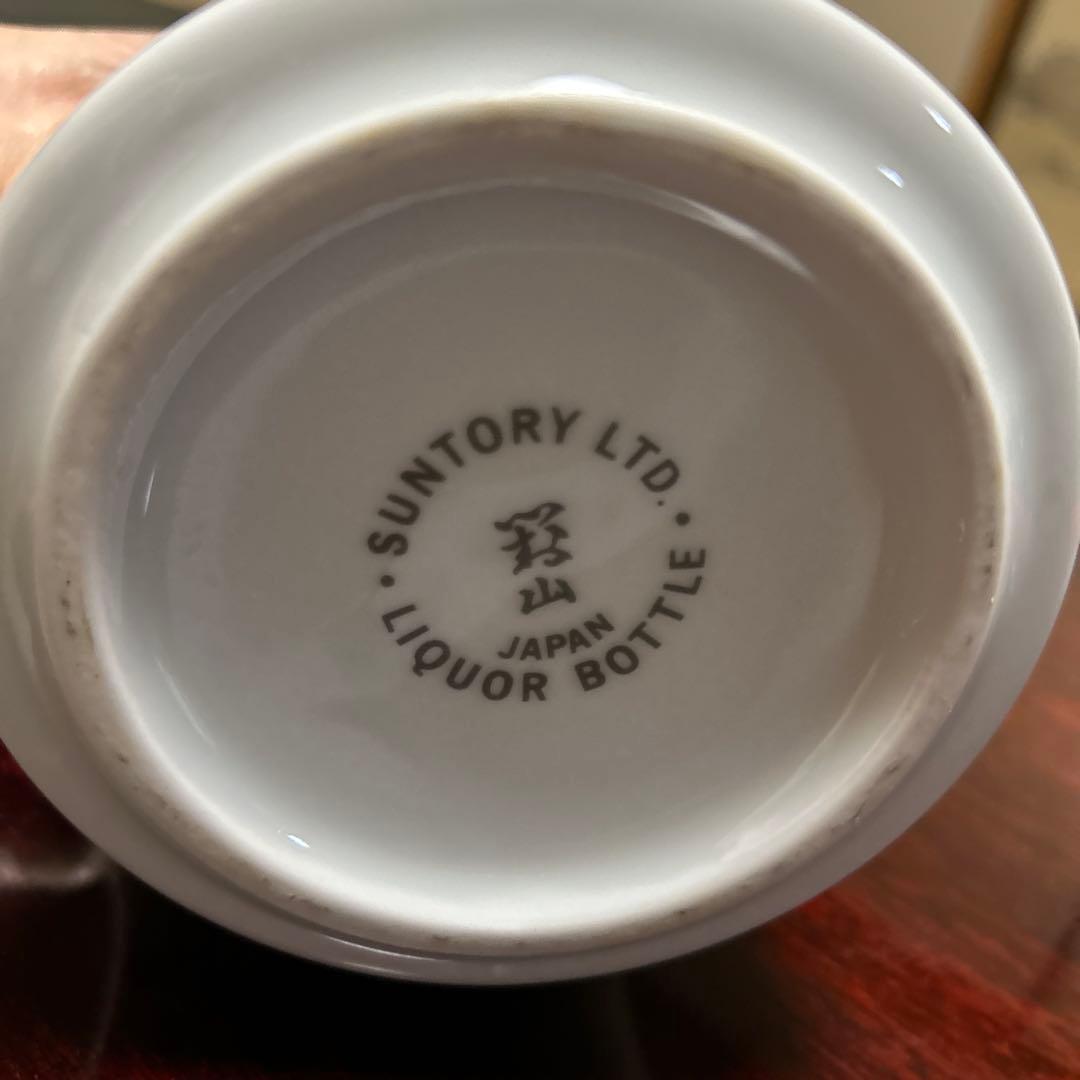 • SUNTORY LTD. •
JAPAN
LIQUOR BOTTLE